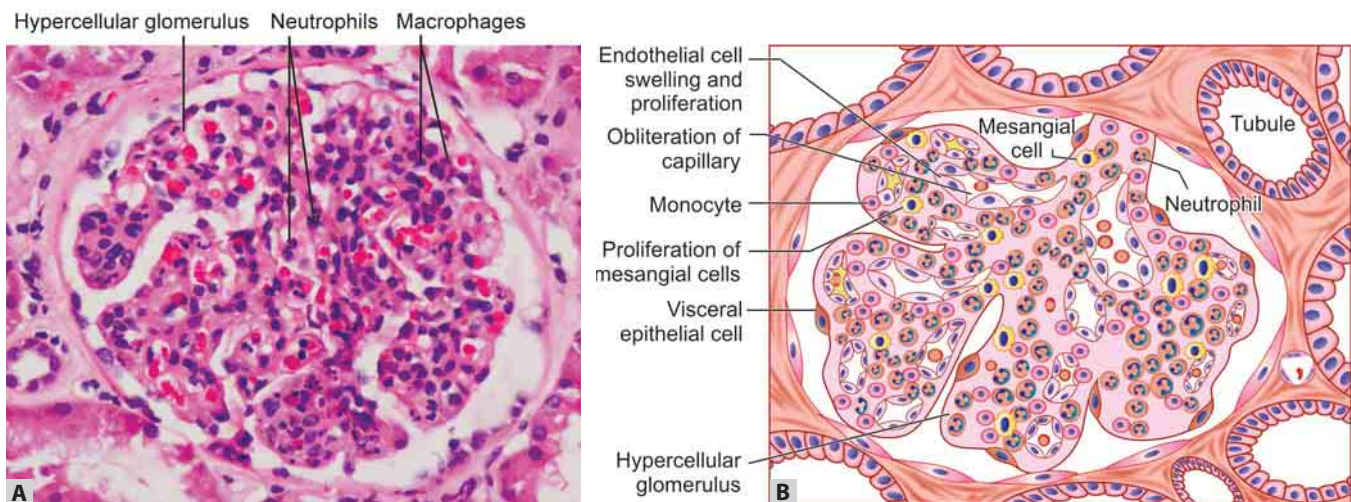 Hypercellular glomerulus
Neutrophils
Macrophages
A
Endothelial cell
swelling and
proliferation
Obliteration of
capillary
Monocyte
Proliferation of
mesangial cells
Visceral
epithelial cell
Hypercellular
glomerulus
Mesangial
cell
Tubule
Neutrophil
B